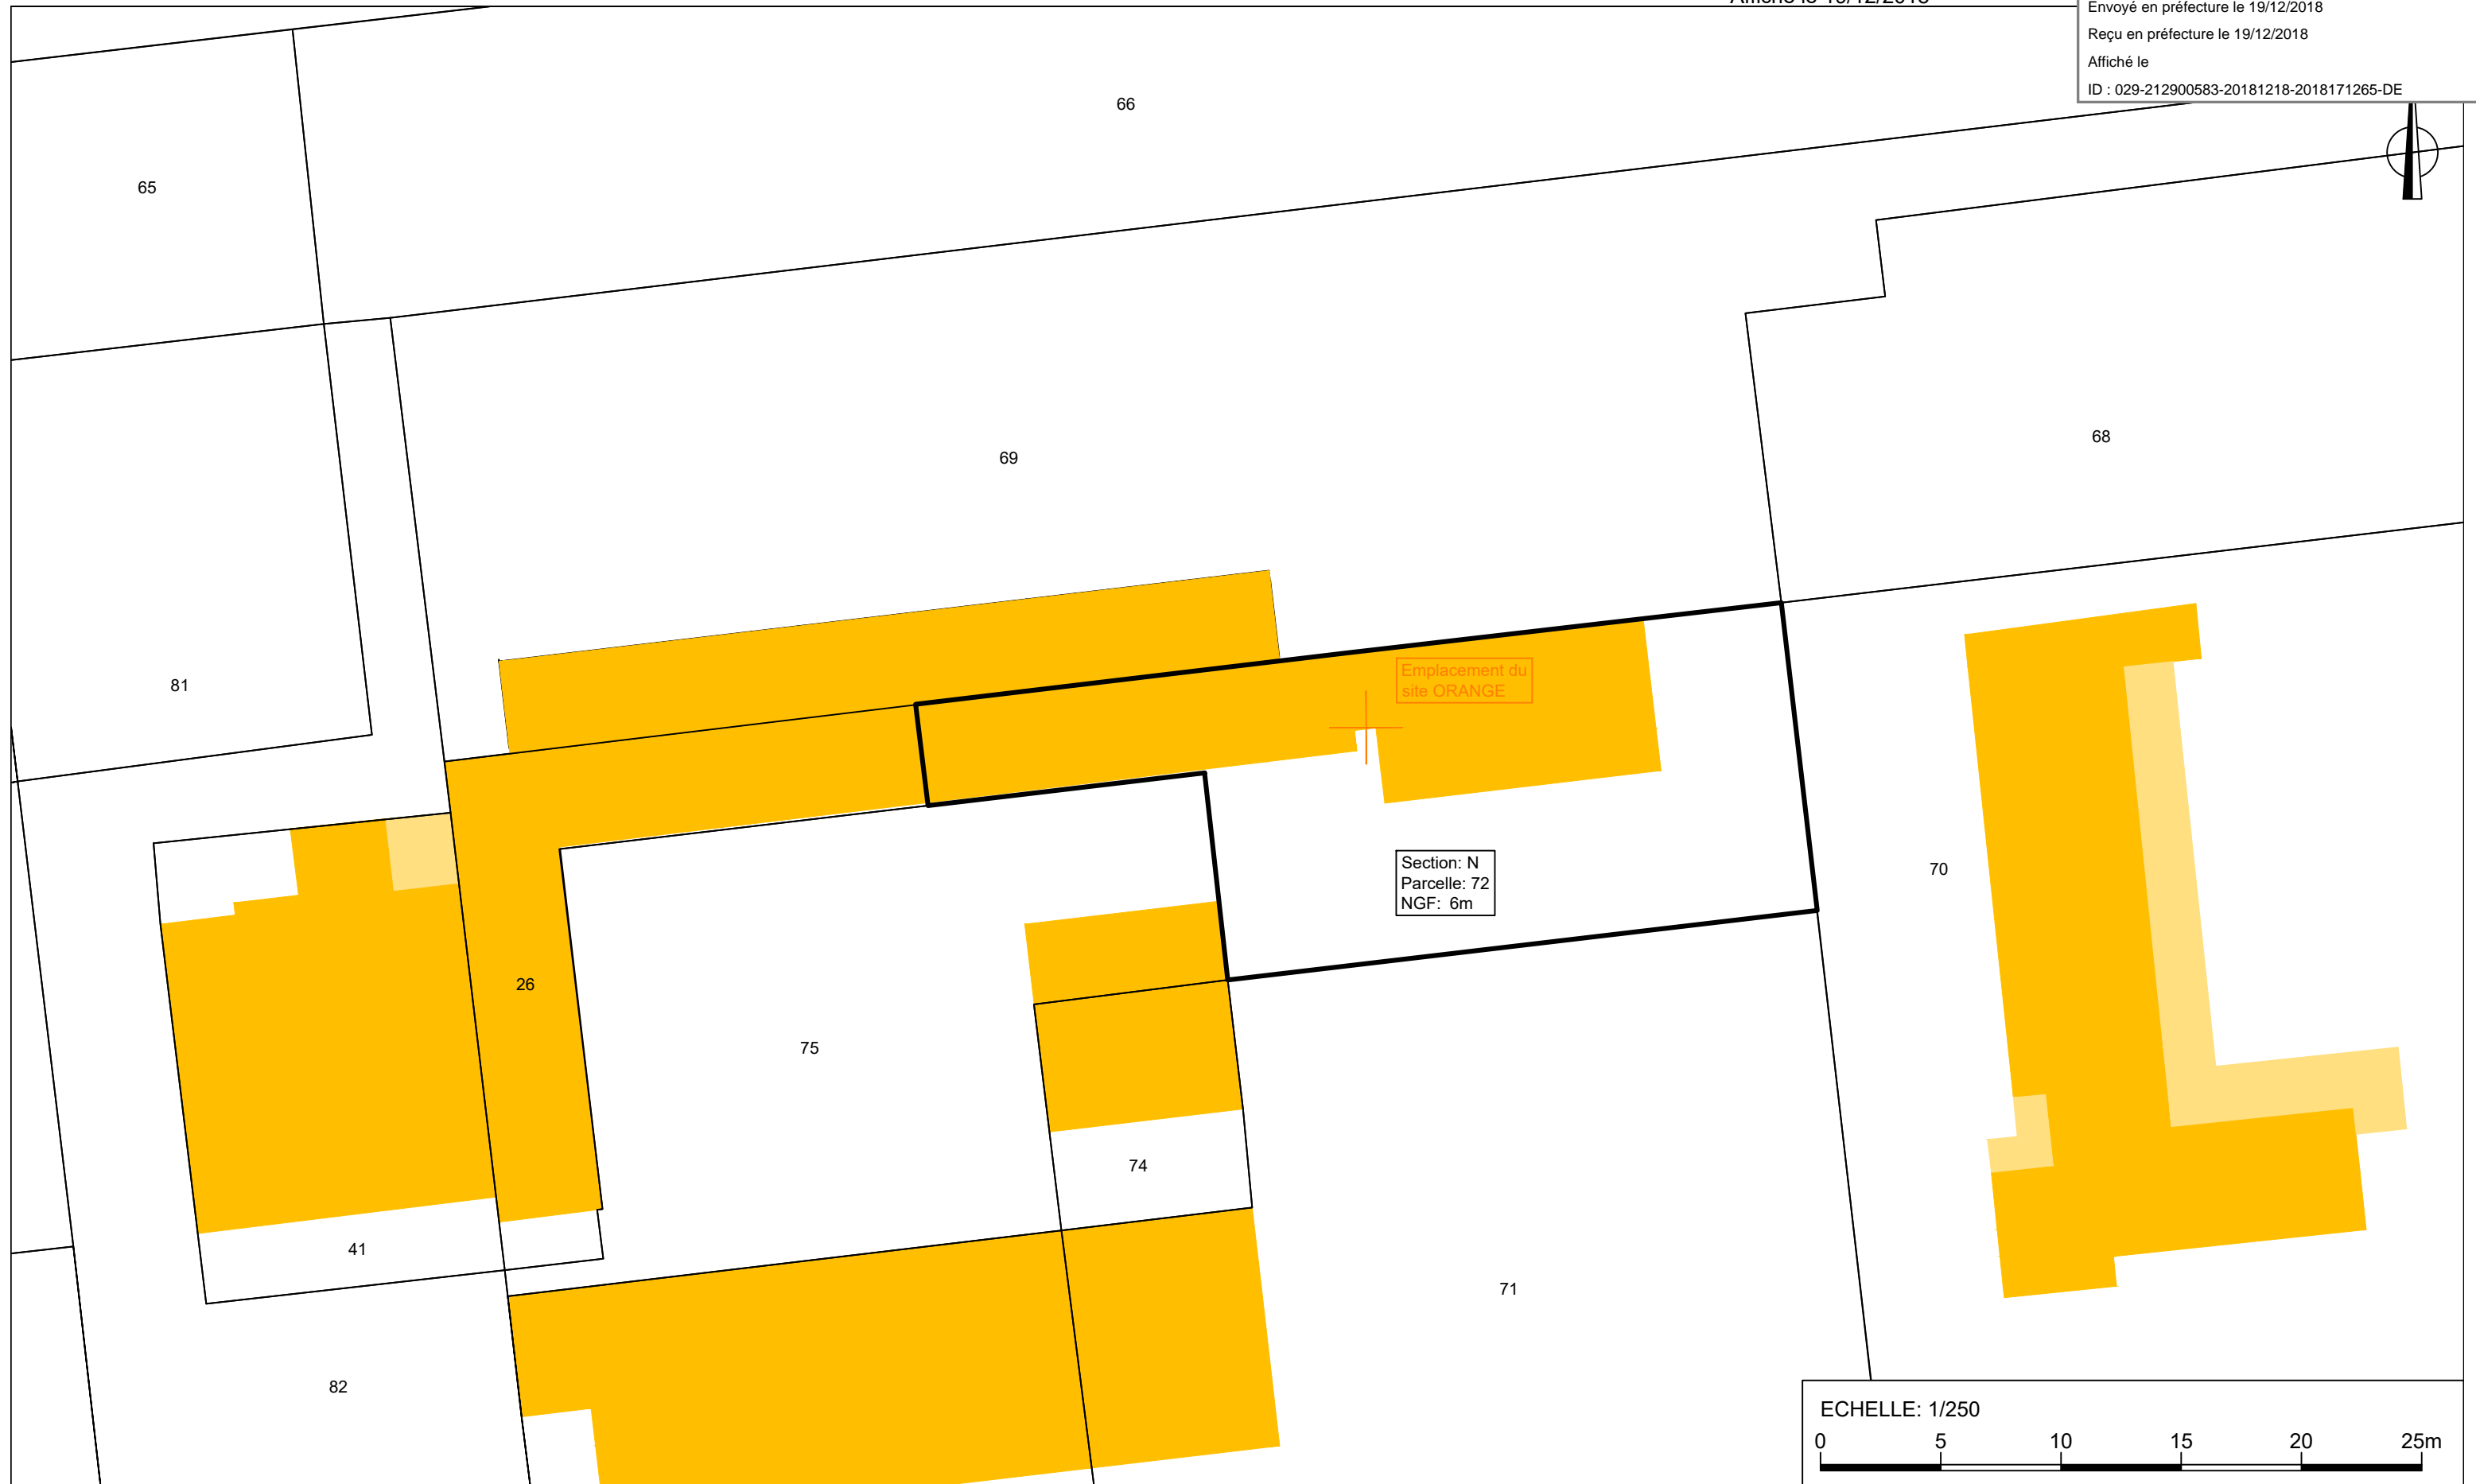 Envoyé en préfecture le 19/12/2018
Reçu en préfecture le 19/12/2018
Affiché le
ID : 029-212900583-20181218-2018171265-DE
66
65
68
69
81
Emplacement du
site ORANGE
Section: N
Parcelle: 72
NGF: 6m
70
26
75
74
41
71
82
ECHELLE: 1/250
0 5 10 15 20 25m